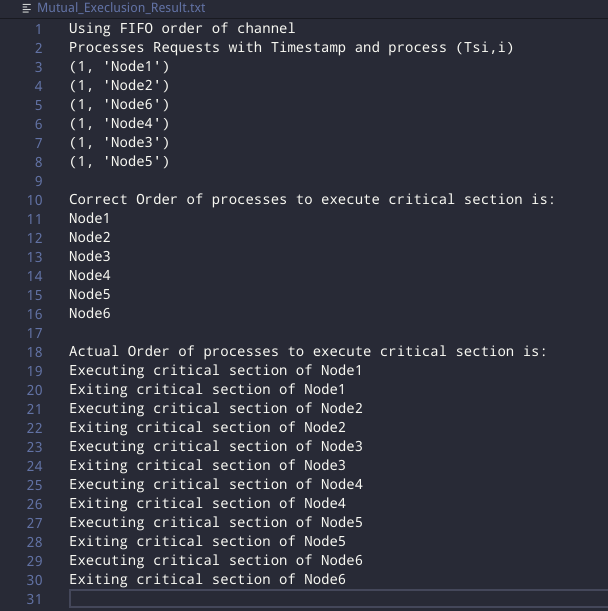 Mutual_Execlusion_Result.txt
1 Using FIFO order of channel
2 Processes Requests with Timestamp and process (Tsi,i)
3 (1, 'Node1')
4 (1, 'Node2')
5 (1, 'Node6')
6 (1, 'Node4')
7 (1, 'Node3')
8 (1, 'Node5')
9
10 Correct Order of processes to execute critical section is:
11 Node1
12 Node2
13 Node3
14 Node4
15 Node5
16 Node6
17
18 Actual Order of processes to execute critical section is:
19 Executing critical section of Node1
20 Exiting critical section of Node1
21 Executing critical section of Node2
22 Exiting critical section of Node2
23 Executing critical section of Node3
24 Exiting critical section of Node3
25 Executing critical section of Node4
26 Exiting critical section of Node4
27 Executing critical section of Node5
28 Exiting critical section of Node5
29 Executing critical section of Node6
30 Exiting critical section of Node6
31